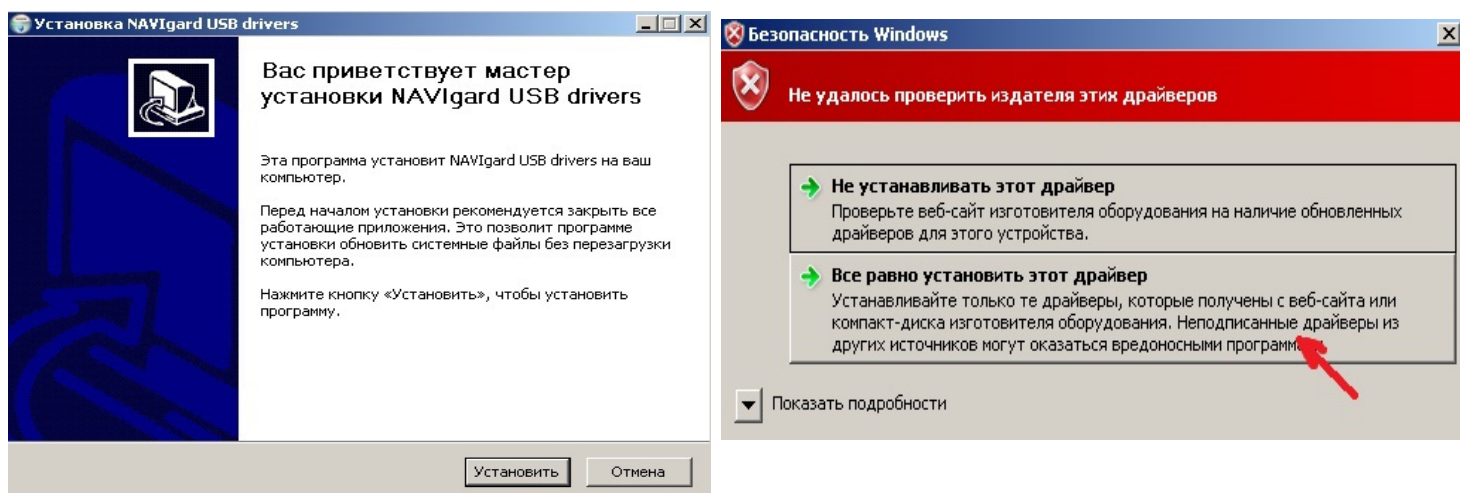 Установка NAVIgard USB drivers
Вас приветствует мастер
установки NAVIgard USB drivers
Эта программа установит NAVIgard USB drivers на ваш
компьютер.
Перед началом установки рекомендуется закрыть все
работающие приложения. Это позволит программе
установки обновить системные файлы без перезагрузки
компьютера.
Нажмите кнопку «Установить», чтобы установить
программу.
Установить
Отмена
Безопасность Windows
Не удалось проверить издателя этих драйверов
Не устанавливать этот драйвер
Проверьте веб-сайт изготовителя оборудования на наличие обновленных
драйверов для этого устройства.
Все равно установить этот драйвер
Устанавливайте только те драйверы, которые получены с веб-сайта или
компакт-диска изготовителя оборудования. Неподписанные драйверы из
других источников могут оказаться вредоносными
Показать подробности